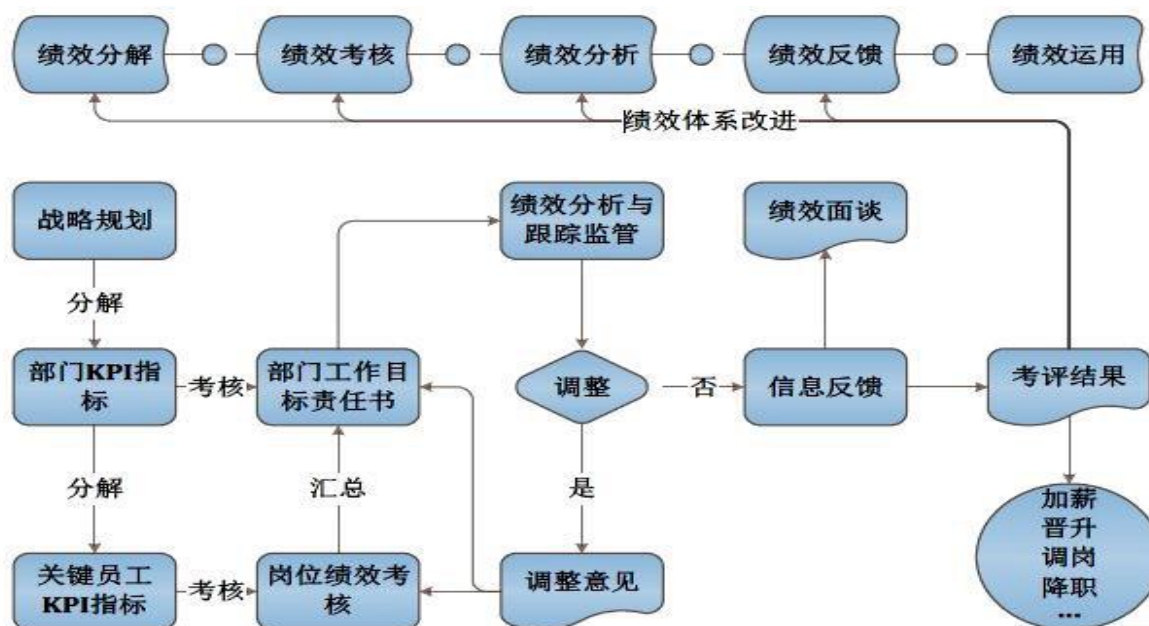 绩效分解
绩效考核
绩效分析
绩效反馈
绩效运用
绩效体系改进
战略规划
绩效分析与
跟踪监管
绩效面谈
分解
部门KPI指
标
考核
部门工作目
标责任书
调整
否
信息反馈
考评结果
分解
汇总
是
加薪
晋升
调岗
降职
...
关键员工
KPI指标
考核
岗位绩效考
核
调整意见